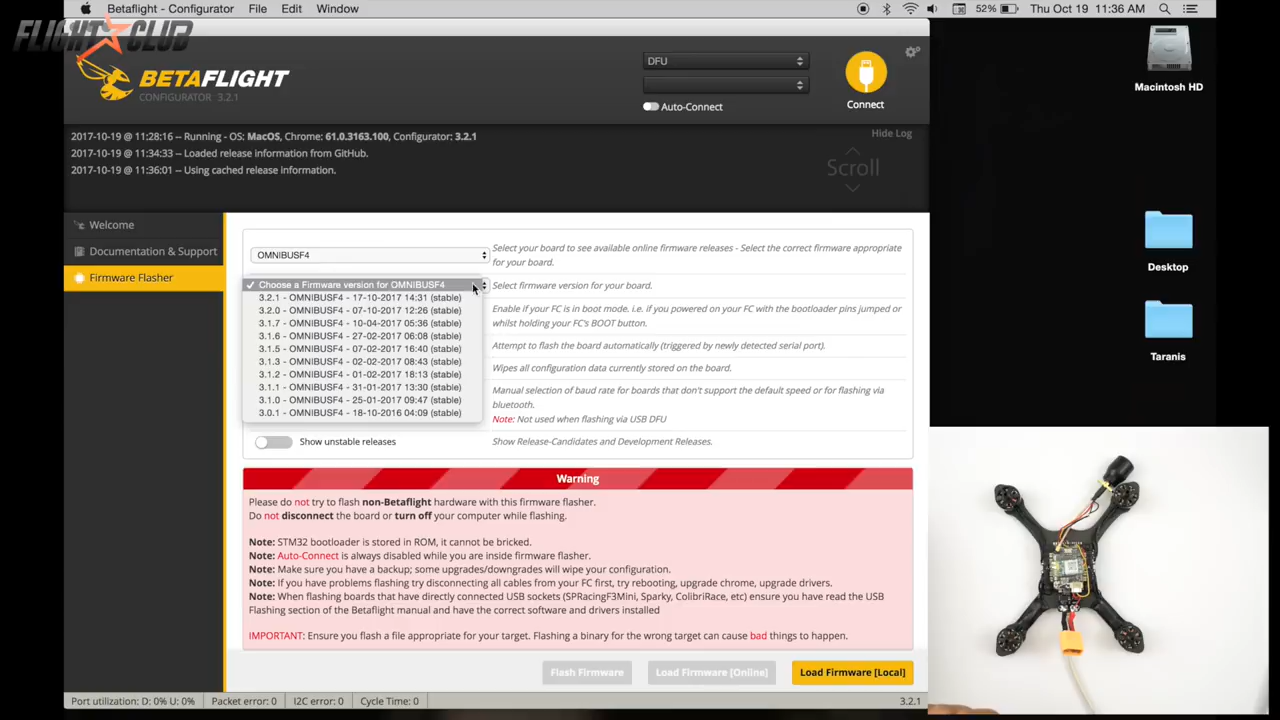 Betaflight - Configurator File Edit Window 52% Thu Oct 19 11:36 AM
FLIGHT CLUB
BETAFLIGHT
CONFIGURATOR 3.2.1
DFU
Auto-Connect
Connect
Macintosh HD
2017-10-19 @ 11:28:16 -- Running - OS: MacOS, Chrome: 61.0.3163.100, Configurator: 3.2.1
2017-10-19 @ 11:34:33 -- Loaded release information from GitHub.
2017-10-19 @ 11:36:01 -- Using cached release information.
Hide Log
Scroll
Welcome
Documentation & Support
Firmware Flasher
OMNIBUSF4
Select your board to see available online firmware releases - Select the correct firmware appropriate
for your board.
Choose a Firmware version for OMNIBUSF4
3.2.1 - OMNIBUSF4 - 17-10-2017 14:31 (stable)
3.2.0 - OMNIBUSF4 - 07-10-2017 12:26 (stable)
3.1.7 - OMNIBUSF4 - 10-04-2017 05:36 (stable)
3.1.6 - OMNIBUSF4 - 27-02-2017 06:08 (stable)
3.1.5 - OMNIBUSF4 - 07-02-2017 16:40 (stable)
3.1.3 - OMNIBUSF4 - 02-02-2017 08:43 (stable)
3.1.2 - OMNIBUSF4 - 01-02-2017 18:13 (stable)
3.1.1 - OMNIBUSF4 - 31-01-2017 13:30 (stable)
3.1.0 - OMNIBUSF4 - 25-01-2017 09:47 (stable)
3.0.1 - OMNIBUSF4 - 18-10-2016 04:09 (stable)
Select firmware version for your board.
Enable if your FC is in boot mode. i.e. if you powered on your FC with the bootloader pins jumped or
whilst holding your FC's BOOT button.
Attempt to flash the board automatically (triggered by newly detected serial port).
Wipes all configuration data currently stored on the board.
Manual selection of baud rate for boards that don't support the default speed or for flashing via
bluetooth.
Note: Not used when flashing via USB DFU
Show unstable releases
Show Release-Candidates and Development Releases.
Desktop
Taranis
Warning
Please do not try to flash non-Betaflight hardware with this firmware flasher.
Do not disconnect the board or turn off your computer while flashing.
Note: STM32 bootloader is stored in ROM, it cannot be bricked.
Note: Auto-Connect is always disabled while you are inside firmware flasher.
Note: Make sure you have a backup; some upgrades/downgrades will wipe your configuration.
Note: If you have problems flashing try disconnecting all cables from your FC first, try rebooting, upgrade chrome, upgrade drivers.
Note: When flashing boards that have directly connected USB sockets (SPRacingF3Mini, Sparky, ColibriRace, etc) ensure you have read the USB
Flashing section of the Betaflight manual and have the correct software and drivers installed
IMPORTANT: Ensure you flash a file appropriate for your target. Flashing a binary for the wrong target can cause bad things to happen.
Flash Firmware
Load Firmware [Online]
Load Firmware [Local]
Port utilization: D: 0% U: 0% Packet error: 0 I2C error: 0 Cycle Time: 0 3.2.1